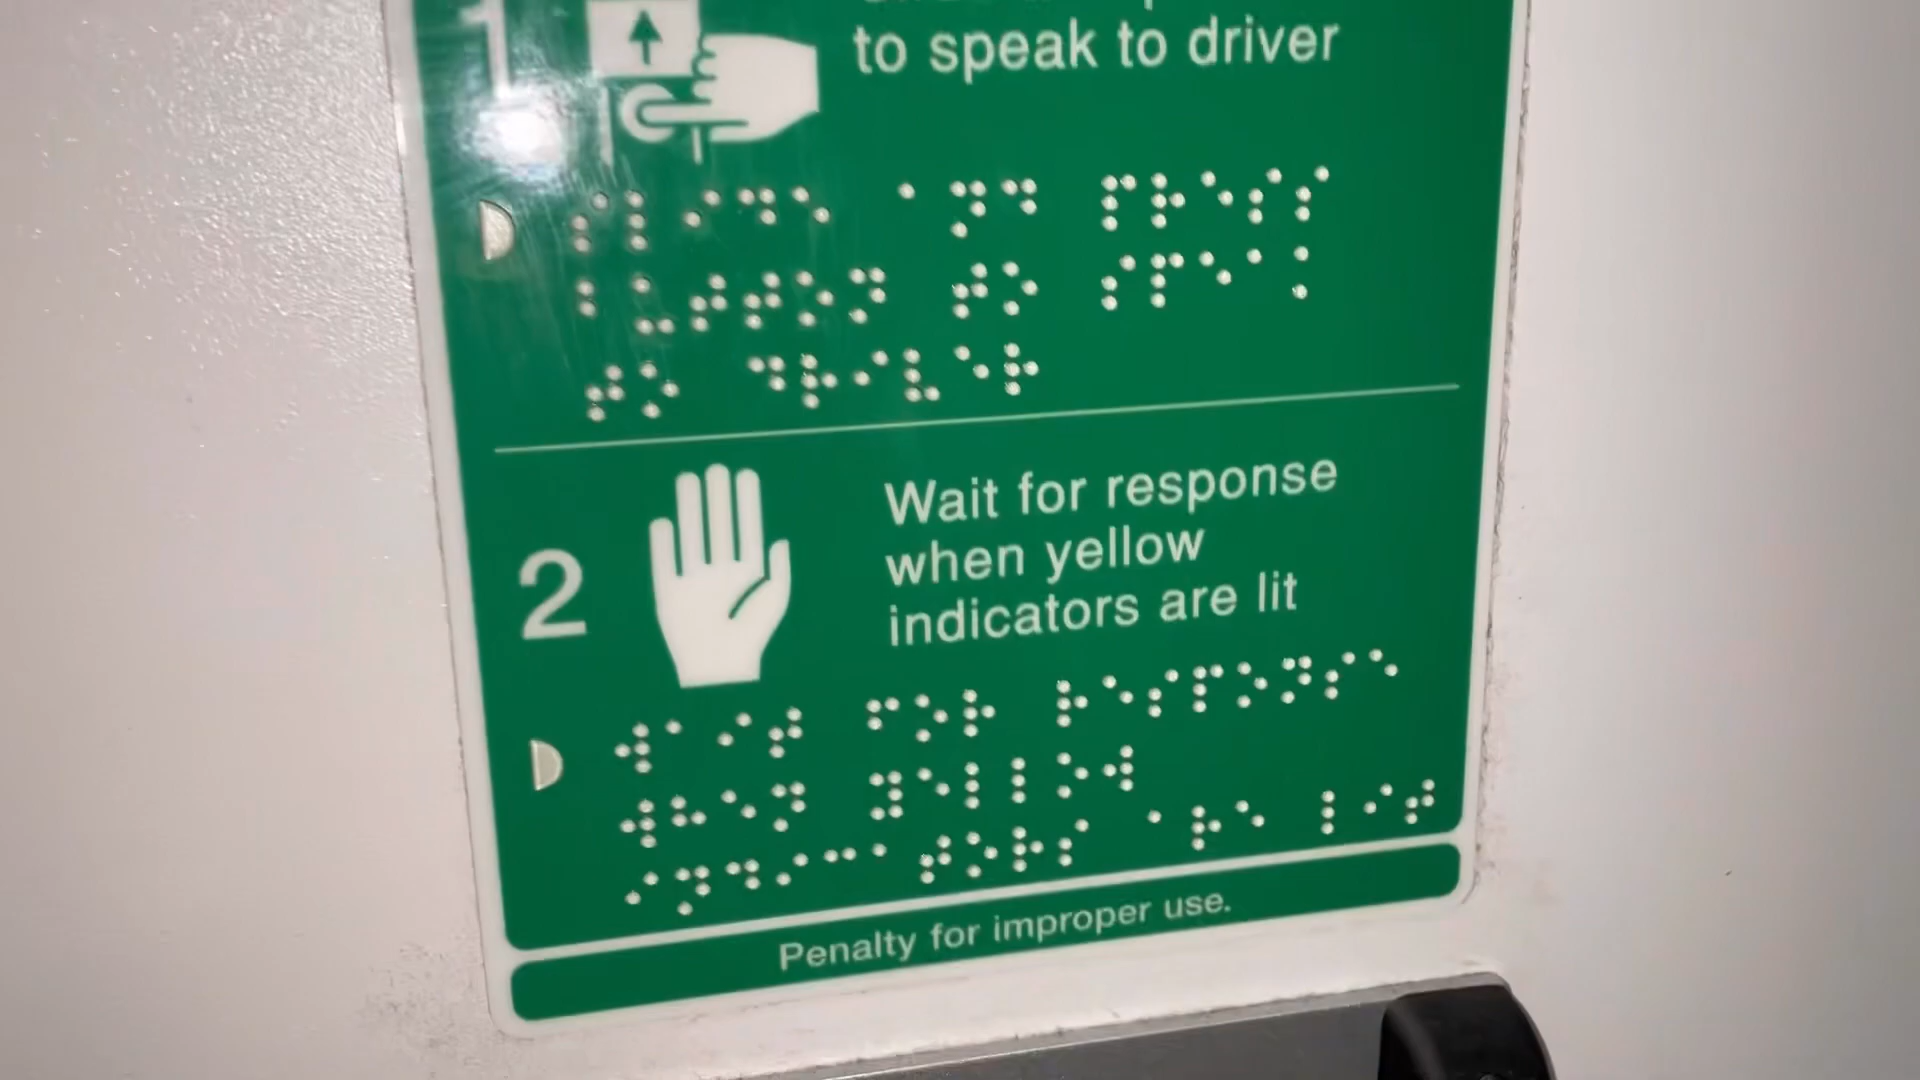 1
to speak to driver
⠎⠇⠊⠙⠑ ⠁⠝⠙ ⠏⠗⠑⠎⠎
⠃⠥⠞⠞⠕⠝ ⠞⠕ ⠎⠏⠑⠁⠅
⠞⠕ ⠙⠗⠊⠧⠑⠗
2
Wait for response
when yellow
indicators are lit
⠺⠁⠊⠞ ⠋⠕⠗ ⠗⠑⠎⠏⠕⠝⠎⠑
⠺⠓⠑⠝ ⠽⠑⠇⠇⠕⠺
⠊⠝⠙⠊⠉⠁⠞⠕⠗⠎ ⠁⠗⠑ ⠇⠊⠞
Penalty for improper use.